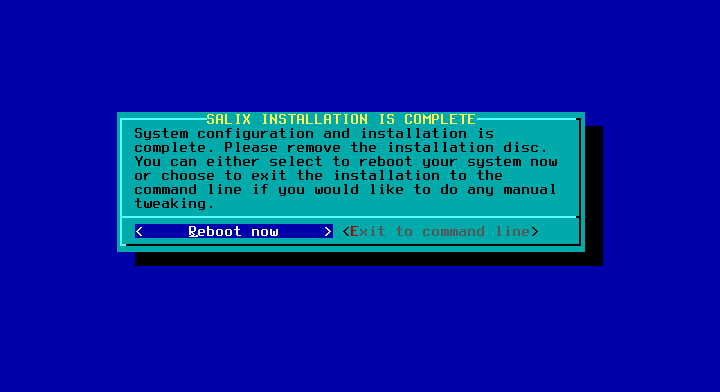 SALIX INSTALLATION IS COMPLETE
System configuration and installation is
complete. Please remove the installation disc.
You can either select to reboot your system now
or choose to exit the installation to the
command line if you would like to do any manual
tweaking.
< Reboot now > <Exit to command line>